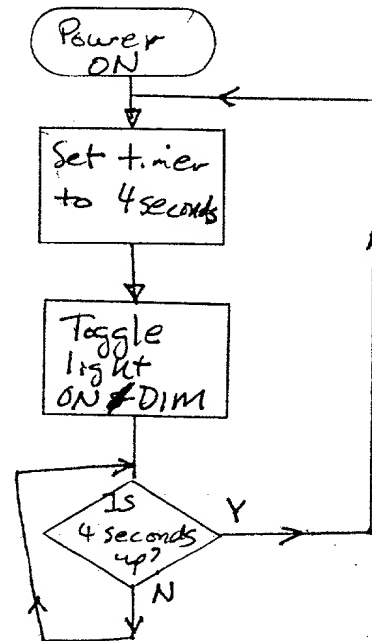 Power
ON
Set timer
to 4 seconds
Toggle
light
ON DIM
Is
4 seconds
up?
Y
N